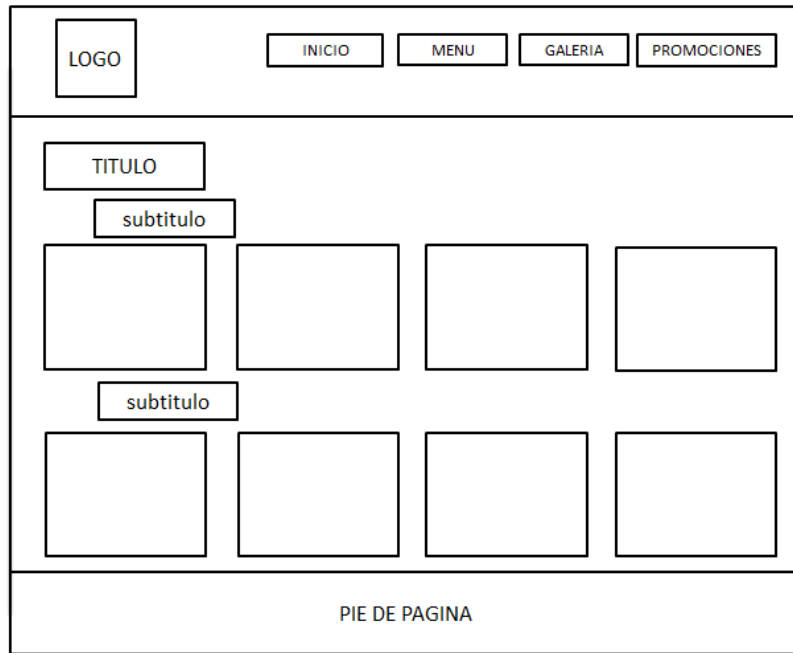 LOGO
INICIO
MENU
GALERIA
PROMOCIONES
TITULO
subtitulo
subtitulo
PIE DE PAGINA